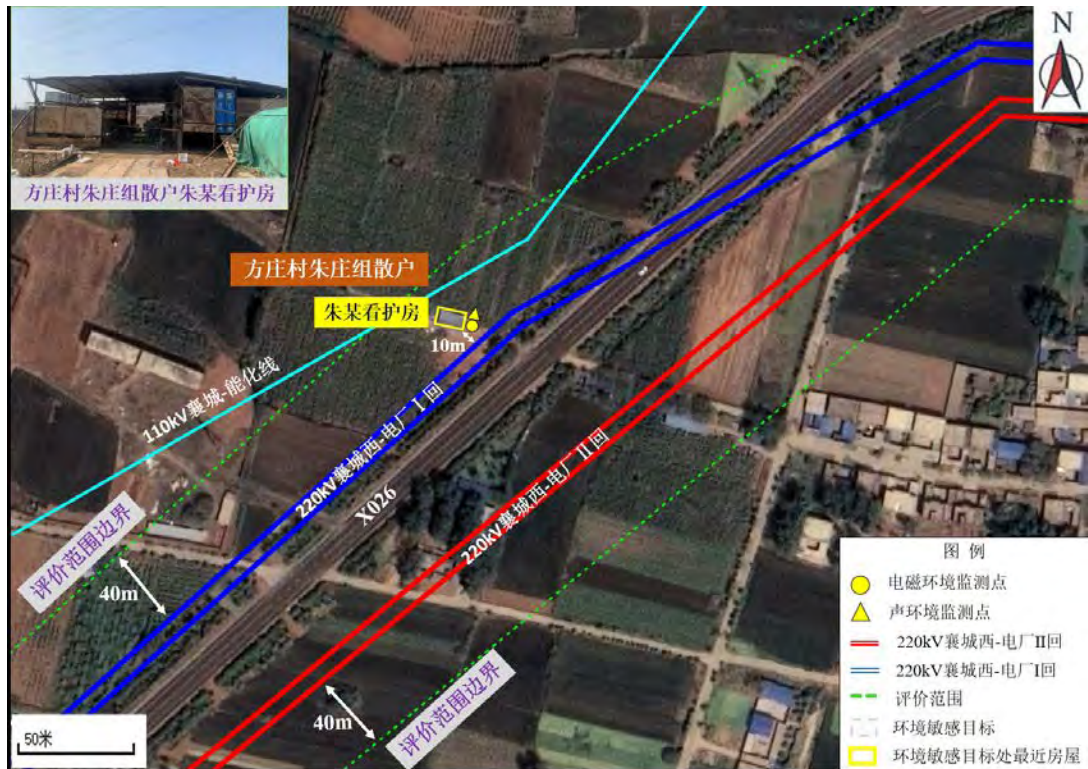 方庄村朱庄组散户朱某看护房
N
方庄村朱庄组散户
朱某看护房
10m
110kV襄城-能化线
220kV襄城西-电厂Ⅰ回
X026
220kV襄城西-电厂II回
评价范围边界
40m
评价范围边界
40m
50米
图 例
电磁环境监测点
声环境监测点
220kV襄城西-电厂II回
220kV襄城西-电厂Ⅰ回
评价范围
环境敏感目标
环境敏感目标处最近房屋